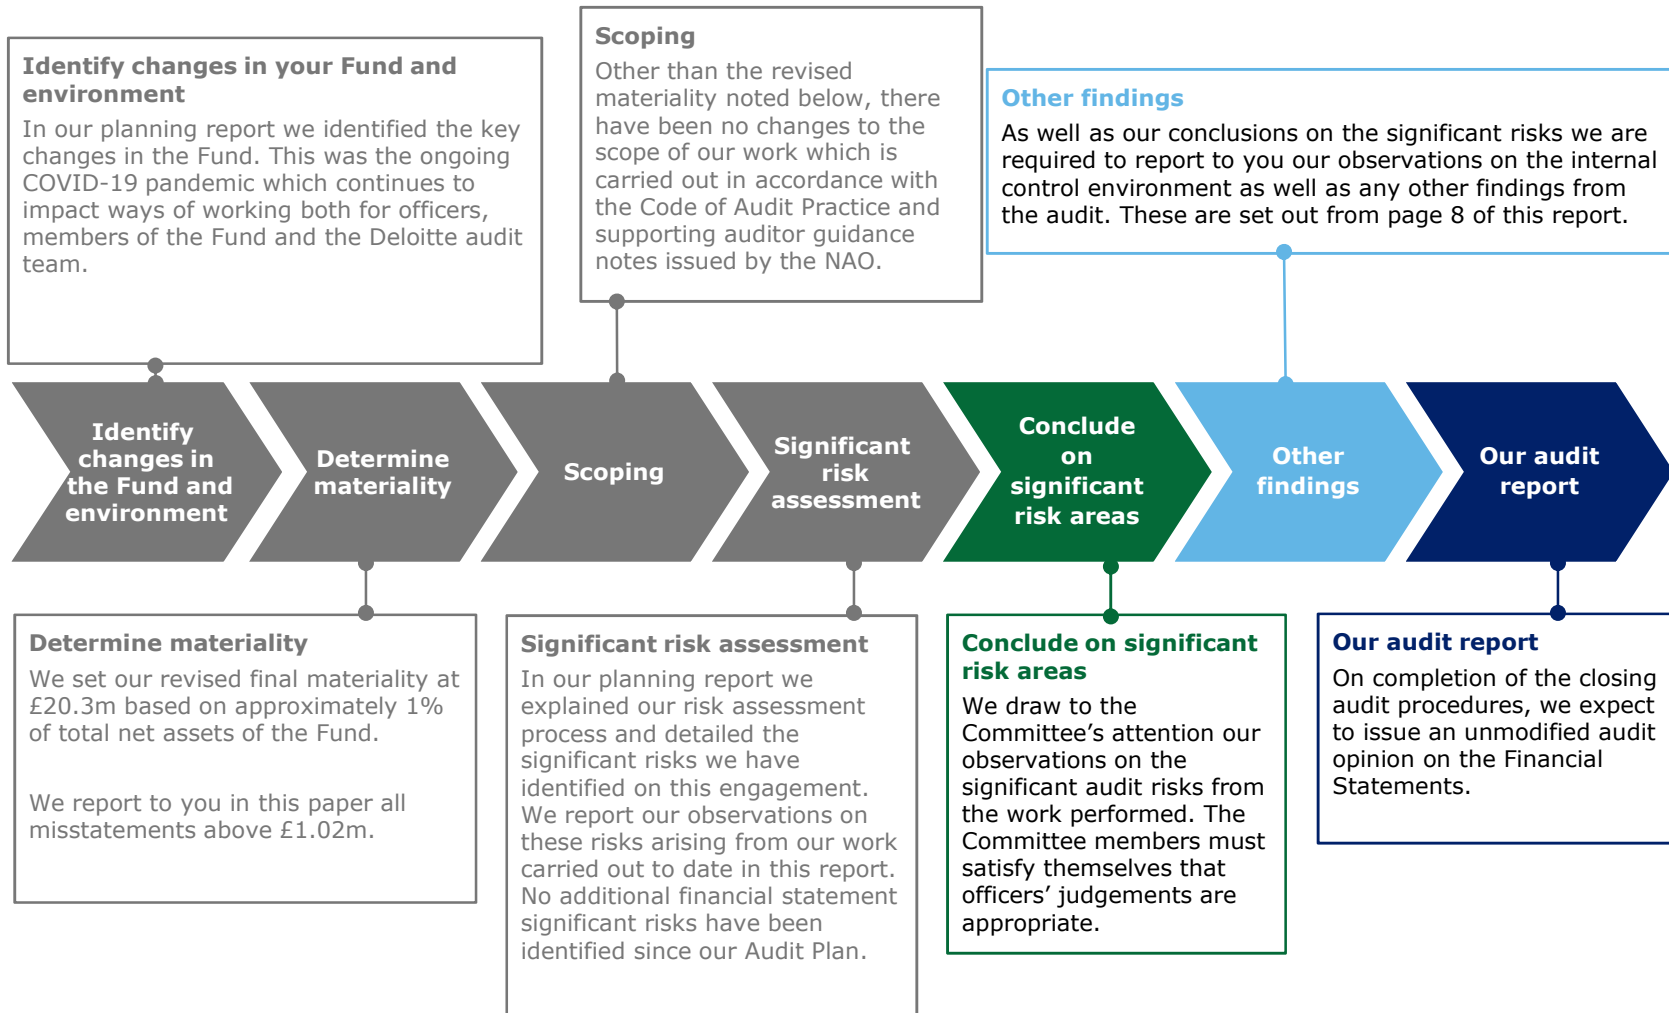 Identify changes in your Fund and
environment
In our planning report we identified the key
changes in the Fund. This was the ongoing
COVID-19 pandemic which continues to
impact ways of working both for officers,
members of the Fund and the Deloitte audit
team.
Scoping
Other than the revised
materiality noted below, there
have been no changes to the
scope of our work which is
carried out in accordance with
the Code of Audit Practice and
supporting auditor guidance
notes issued by the NAO.
Other findings
As well as our conclusions on the significant risks we are
required to report to you our observations on the internal
control environment as well as any other findings from
the audit. These are set out from page 8 of this report.
Identify
changes in
the Fund and
environment
Determine
materiality
Scoping
Significant
risk
assessment
Conclude
on
significant
risk areas
Other
findings
Our audit
report
Determine materiality
We set our revised final materiality at
£20.3m based on approximately 1%
of total net assets of the Fund.
We report to you in this paper all
misstatements above £1.02m.
Significant risk assessment
In our planning report we
explained our risk assessment
process and detailed the
significant risks we have
identified on this engagement.
We report our observations on
these risks arising from our work
carried out to date in this report.
No additional financial statement
significant risks have been
identified since our Audit Plan.
Conclude on significant
risk areas
We draw to the
Committee’s attention our
observations on the
significant audit risks from
the work performed. The
Committee members must
satisfy themselves that
officers’ judgements are
appropriate.
Our audit report
On completion of the closing
audit procedures, we expect
to issue an unmodified audit
opinion on the Financial
Statements.